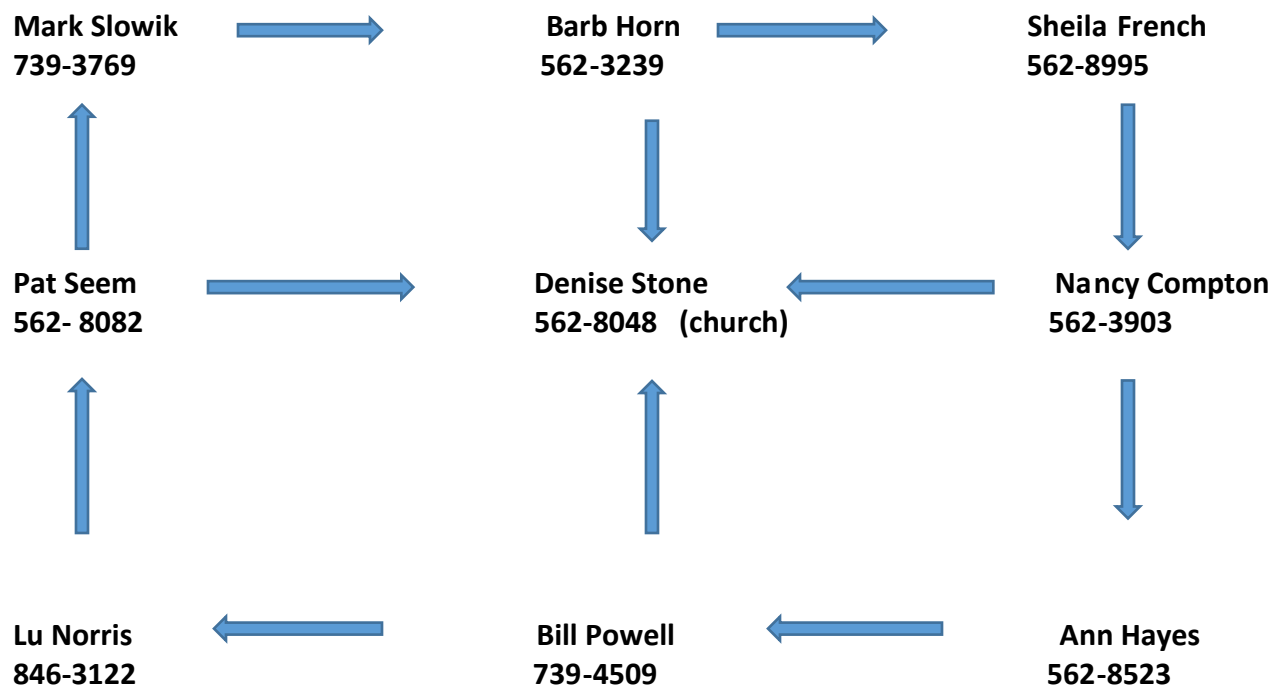 Mark Slowik
739-3769
Barb Horn
562-3239
Sheila French
562-8995
Pat Seem
562- 8082
Denise Stone
562-8048 (church)
Nancy Compton
562-3903
Lu Norris
846-3122
Bill Powell
739-4509
Ann Hayes
562-8523